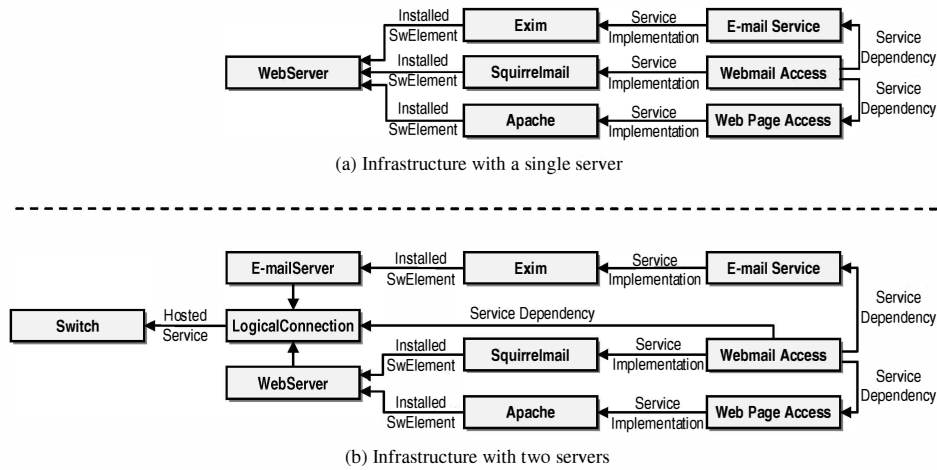 Installed
SwElement
Exim
Service
Implementation
E-mail Service
Service
Dependency
WebServer
Installed
SwElement
Squirrelmail
Service
Implementation
Webmail Access
Service
Dependency
Installed
SwElement
Apache
Service
Implementation
Web Page Access
(a) Infrastructure with a single server
E-mailServer
Installed
SwElement
Exim
Service
Implementation
E-mail Service
Service
Dependency
Switch
Hosted
Service
LogicalConnection
Service Dependency
WebServer
Installed
SwElement
Squirrelmail
Service
Implementation
Webmail Access
Service
Dependency
Installed
SwElement
Apache
Service
Implementation
Web Page Access
(b) Infrastructure with two servers